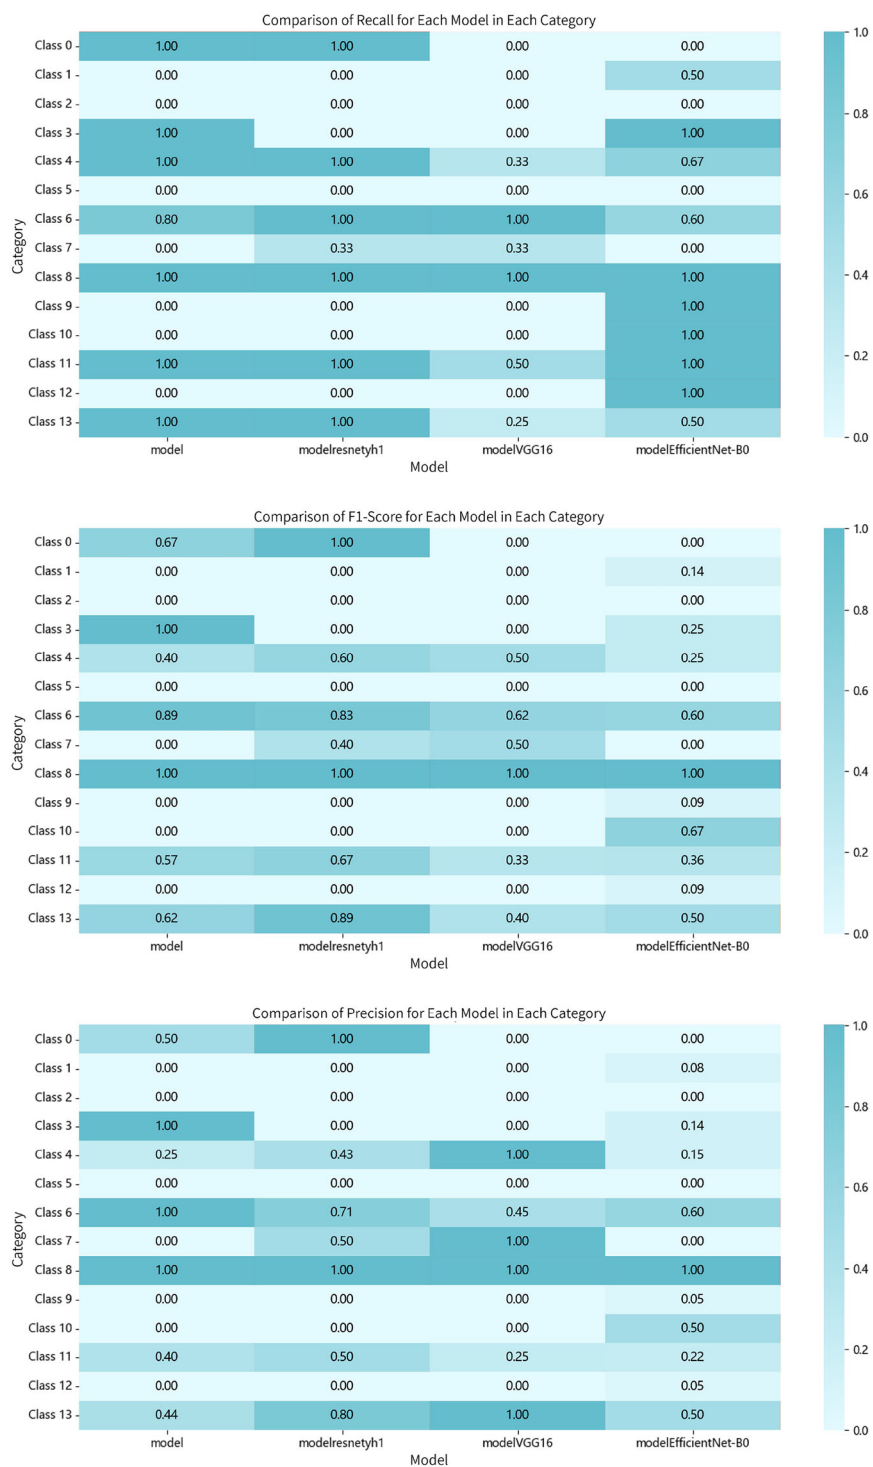 Comparison of Recall for Each Model in Each Category
Class 0 1.00 1.00 0.00 0.00 1.0
Class 1 0.00 0.00 0.00 0.50
Class 2 0.00 0.00 0.00 0.00
Class 3 1.00 0.00 0.00 1.00
Class 4 1.00 1.00 0.33 0.67
0.8
Class 5 0.00 0.00 0.00 0.00
0.6
Class 6 0.80 1.00 1.00 0.60
Category
Class 7 0.00 0.33 0.33 0.00
Class 8 1.00 1.00 1.00 1.00
0.4
Class 9 0.00 0.00 0.00 1.00
Class 10 0.00 0.00 0.00 1.00
0.2
Class 11 1.00 1.00 0.50 1.00
Class 12 0.00 0.00 0.00 1.00
Class 13 1.00 1.00 0.25 0.50
0.0
model modelresnetyh1 modelVGG16 modelEfficientNet-B0
Model
Comparison of F1-Score for Each Model in Each Category
1.0
Class 0 0.67 1.00 0.00 0.00
Class 1 0.00 0.00 0.00 0.14
Class 2 0.00 0.00 0.00 0.00
0.8
Class 3 1.00 0.00 0.00 0.25
Class 4 0.40 0.60 0.50 0.25
Class 5 0.00 0.00 0.00 0.00
0.6
Class 6 0.89 0.83 0.62 0.60
Category
Class 7 0.00 0.40 0.50 0.00
Class 8 1.00 1.00 1.00 1.00
0.4
Class 9 0.00 0.00 0.00 0.09
Class 10 0.00 0.00 0.00 0.67
0.2
Class 11 0.57 0.67 0.33 0.36
Class 12 0.00 0.00 0.00 0.09
Class 13 0.62 0.89 0.40 0.50
0.0
model modelresnetyh1 modelVGG16 modelEfficientNet-B0
Model
Comparison of Precision for Each Model in Each Category
1.0
Class 0 0.50 1.00 0.00 0.00
Class 1 0.00 0.00 0.00 0.08
Class 2 0.00 0.00 0.00 0.00
0.8
Class 3 1.00 0.00 0.00 0.14
Class 4 0.25 0.43 1.00 0.15
Class 5 0.00 0.00 0.00 0.00
0.6
Class 6 1.00 0.71 0.45 0.60
Category
Class 7 0.00 0.50 1.00 0.00
Class 8 1.00 1.00 1.00 1.00
0.4
Class 9 0.00 0.00 0.00 0.05
Class 10 0.00 0.00 0.00 0.50
0.2
Class 11 0.40 0.50 0.25 0.22
Class 12 0.00 0.00 0.00 0.05
Class 13 0.44 0.80 1.00 0.50
0.0
model modelresnetyh1 modelVGG16 modelEfficientNet-B0
Model